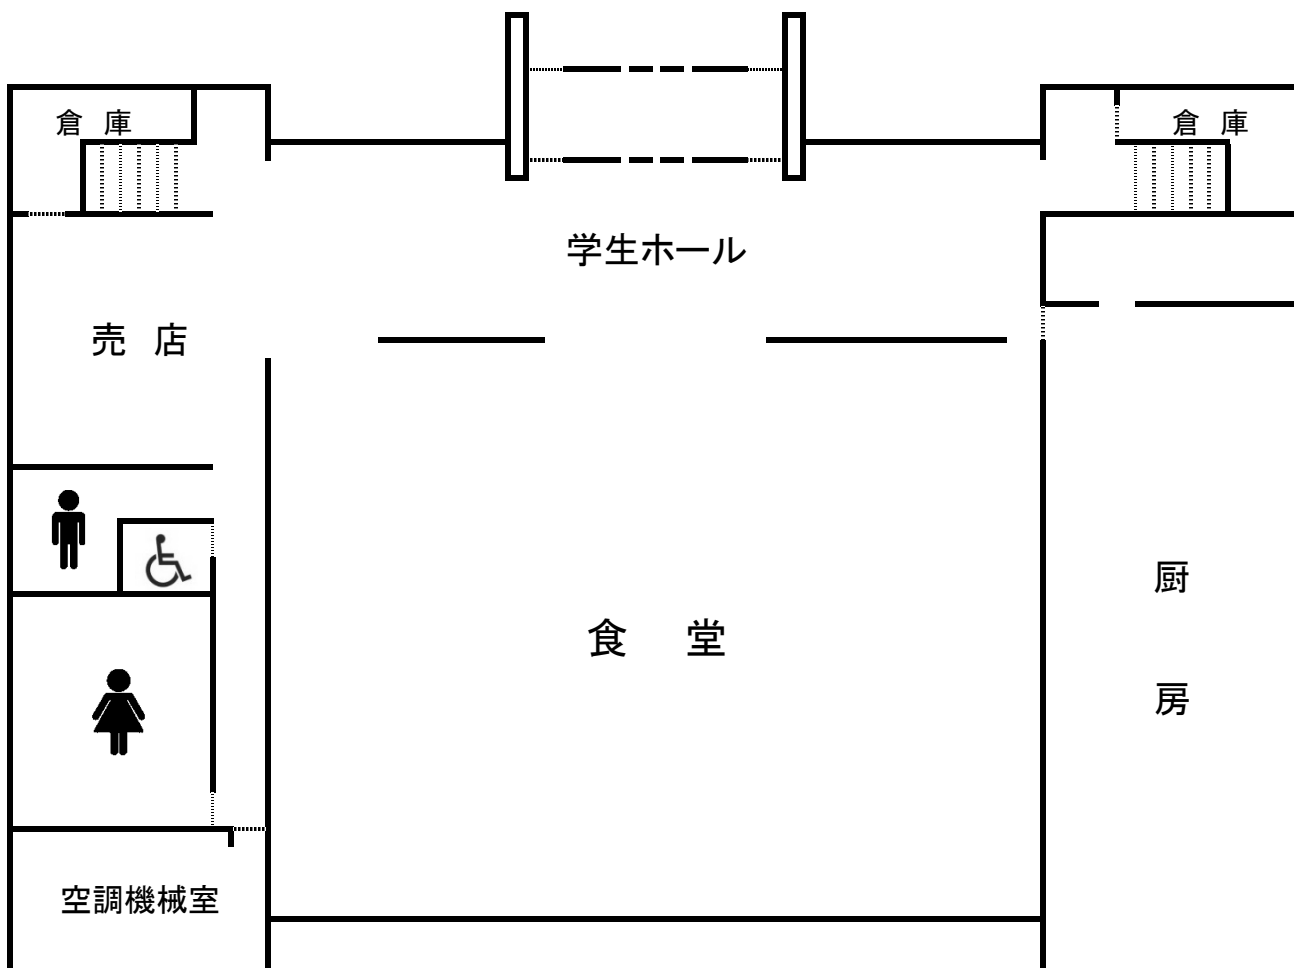 倉 庫
倉 庫
学生ホール
売 店
食 堂
厨
房
空調機械室